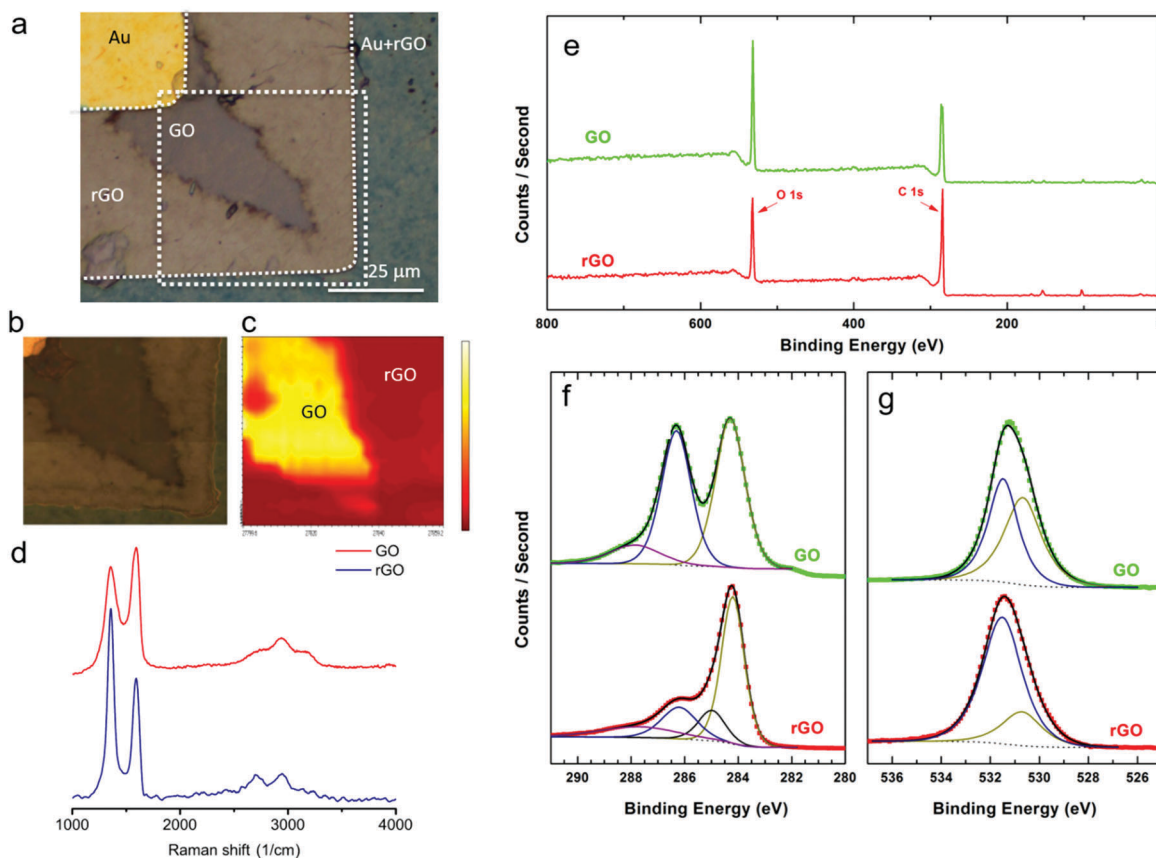 a
Au
Au+rGO
GO
rGO
25 μm
b
c
GO
rGO
d
GO
rGO
1000
2000
3000
4000
Raman shift (1/cm)
e
Counts / Second
GO
O 1s
C 1s
rGO
800
600
400
200
Binding Energy (eV)
f
g
Counts / Second
GO
GO
rGO
rGO
290
288
286
284
282
280
536
534
532
530
528
526
Binding Energy (eV)
Binding Energy (eV)